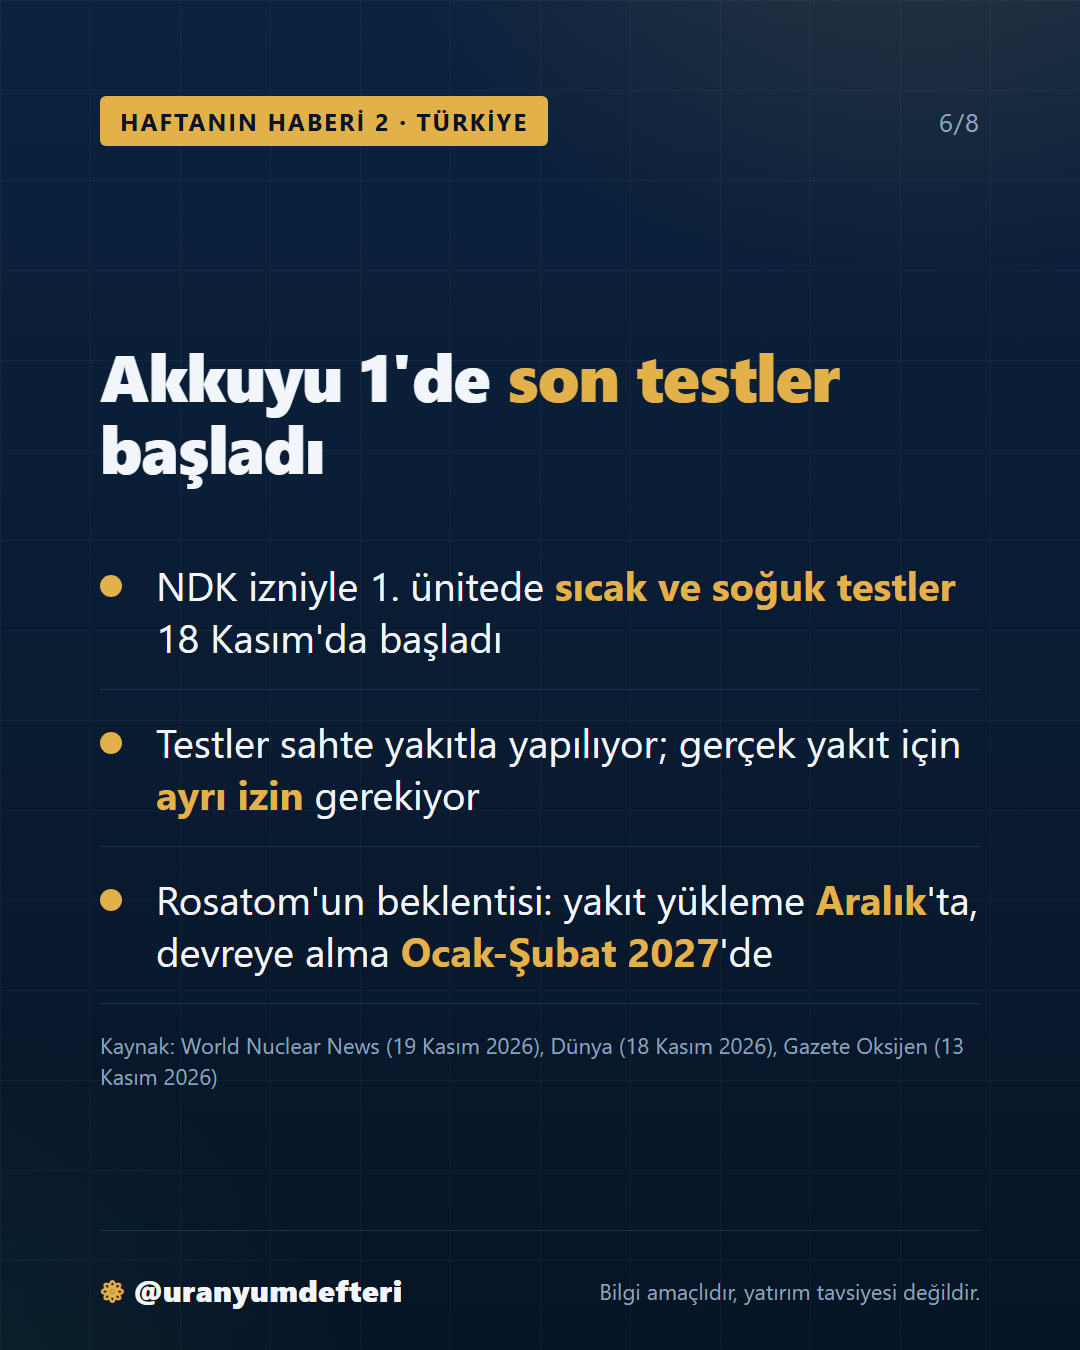 HAFTANIN HABERİ 2 · TÜRKİYE
6/8
Akkuyu 1'de son testler
başladı
NDK izniyle 1. ünitede sıcak ve soğuk testler
18 Kasım'da başladı
Testler sahte yakıtla yapılıyor; gerçek yakıt için
ayrı izin gerekiyor
Rosatom'un beklentisi: yakıt yükleme Aralık'ta,
devreye alma Ocak-Şubat 2027'de
Kaynak: World Nuclear News (19 Kasım 2026), Dünya (18 Kasım 2026), Gazete Oksijen (13
Kasım 2026)
@uranyumdefteri
Bilgi amaçlıdır, yatırım tavsiyesi değildir.